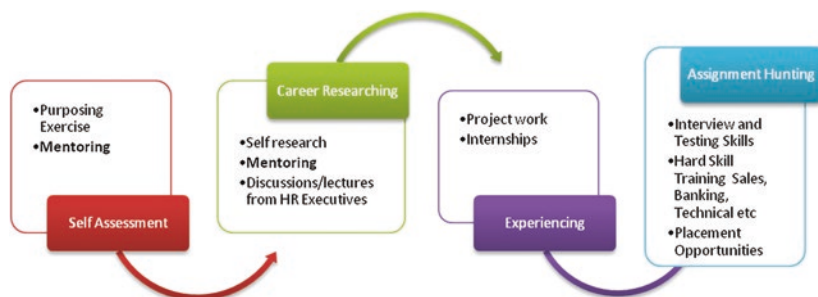 •Purposing
Exercise
•Mentoring
Self Assessment
Career Researching
•Self research
•Mentoring
•Discussions/lectures
from HR Executives
•Project work
•Internships
Experiencing
Assignment Hunting
•Interview and
Testing Skills
•Hard Skill
Training Sales,
Banking,
Technical etc
•Placement
Opportunities